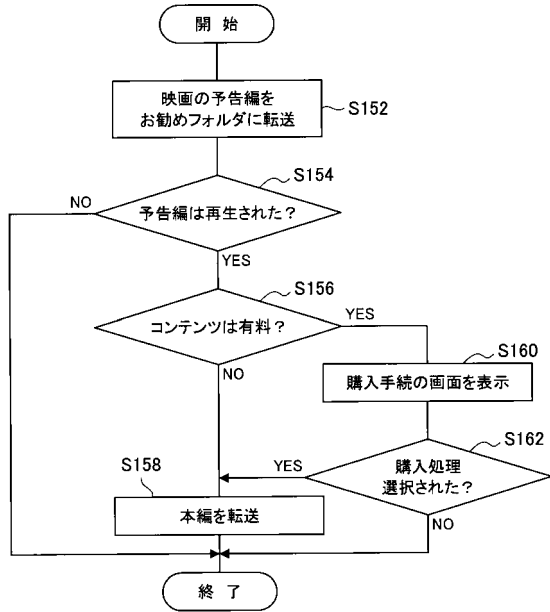 開 始
映画の予告編を
お勧めフォルダに転送
S152
S154
NO
予告編は再生された？
YES
S156
コンテンツは有料？
YES
NO
S160
購入手続の画面を表示
S162
S158
YES
購入処理
選択された？
本編を転送
NO
終 了